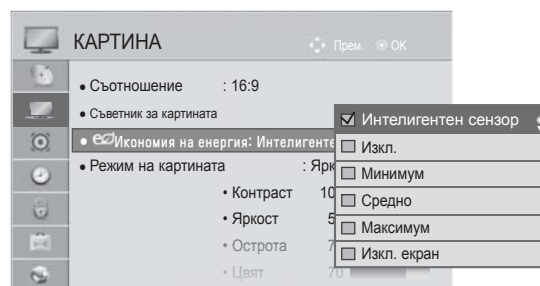 КАРТИНА
Прем. OK
• Съотношение : 16:9
• Съветник за картината
• Икономия на енергия: Интелигенте
• Режим на картината : Ярк
• Контраст 10
• Яркост 5
• Острота 7
• Цвят 70
Интелигентен сензор
Изкл.
Минимум
Средно
Максимум
Изкл. екран